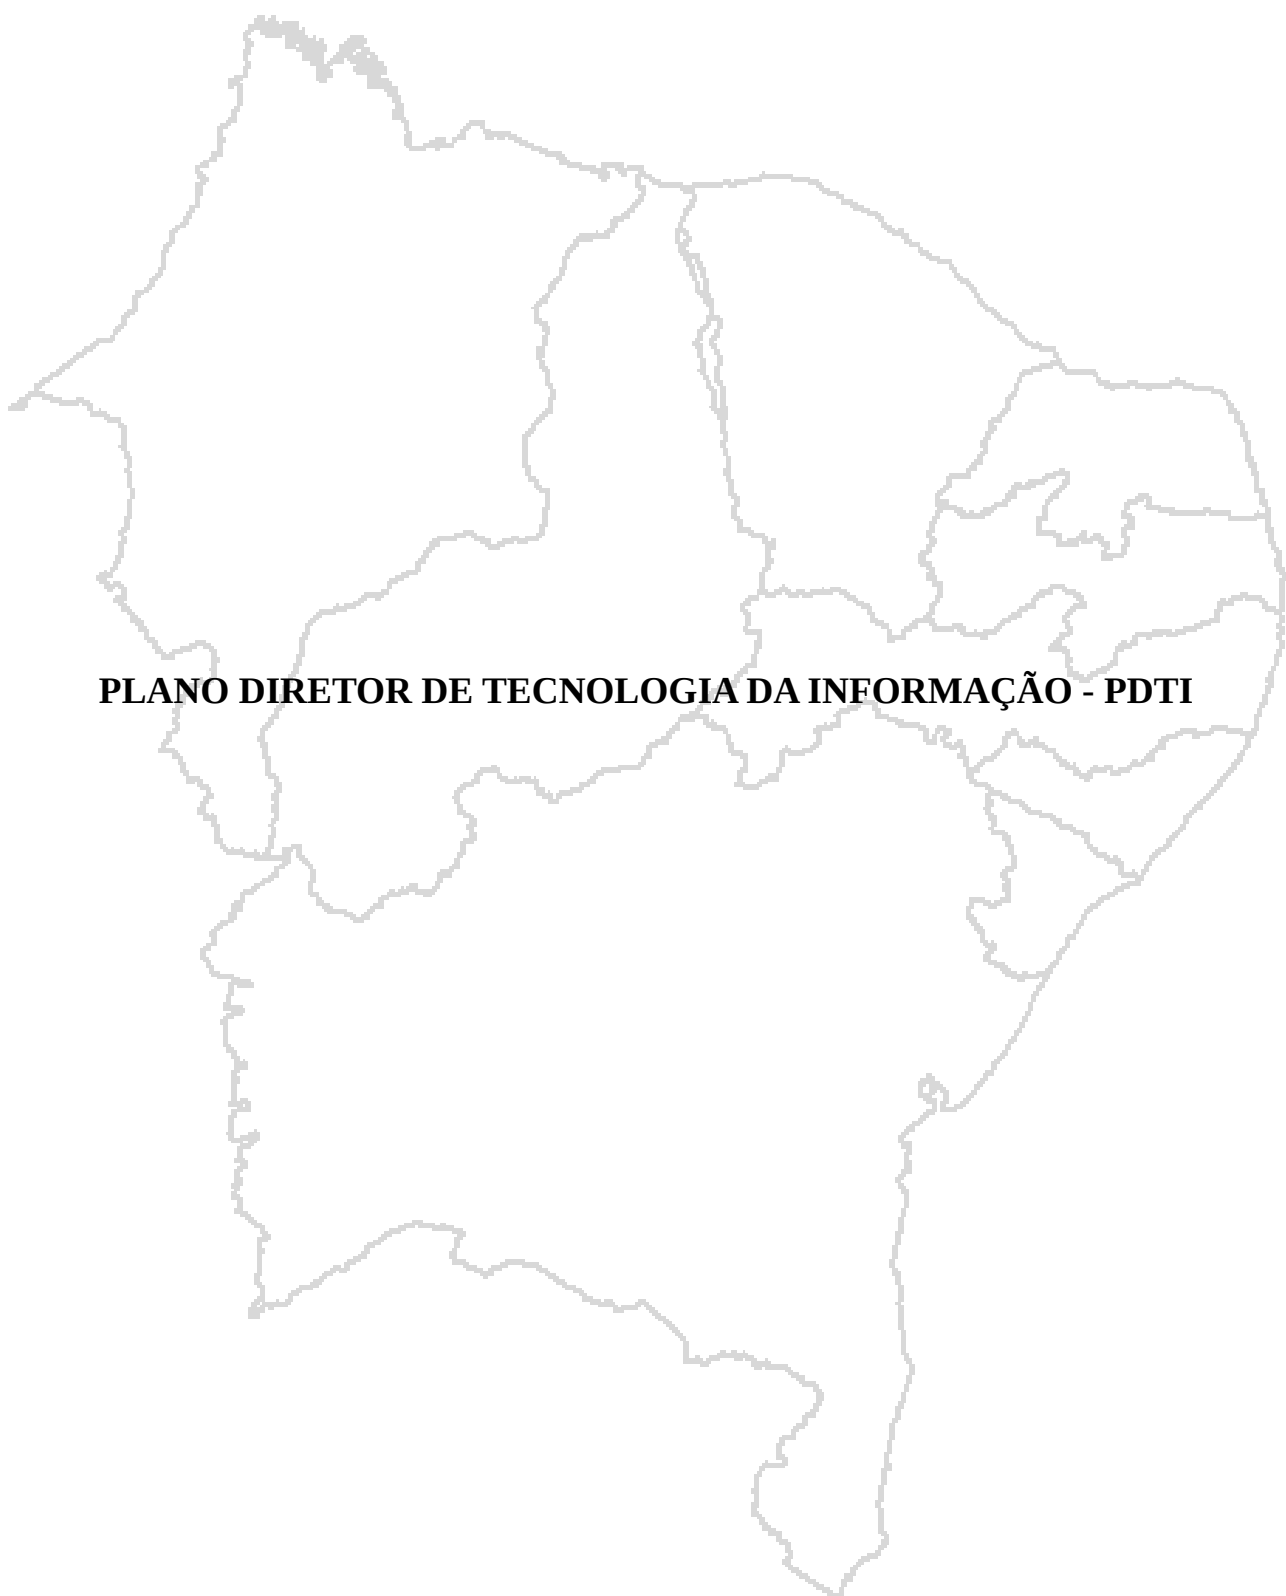 PLANO DIRETOR DE TECNOLOGIA DA INFORMAÇÃO - PDTI